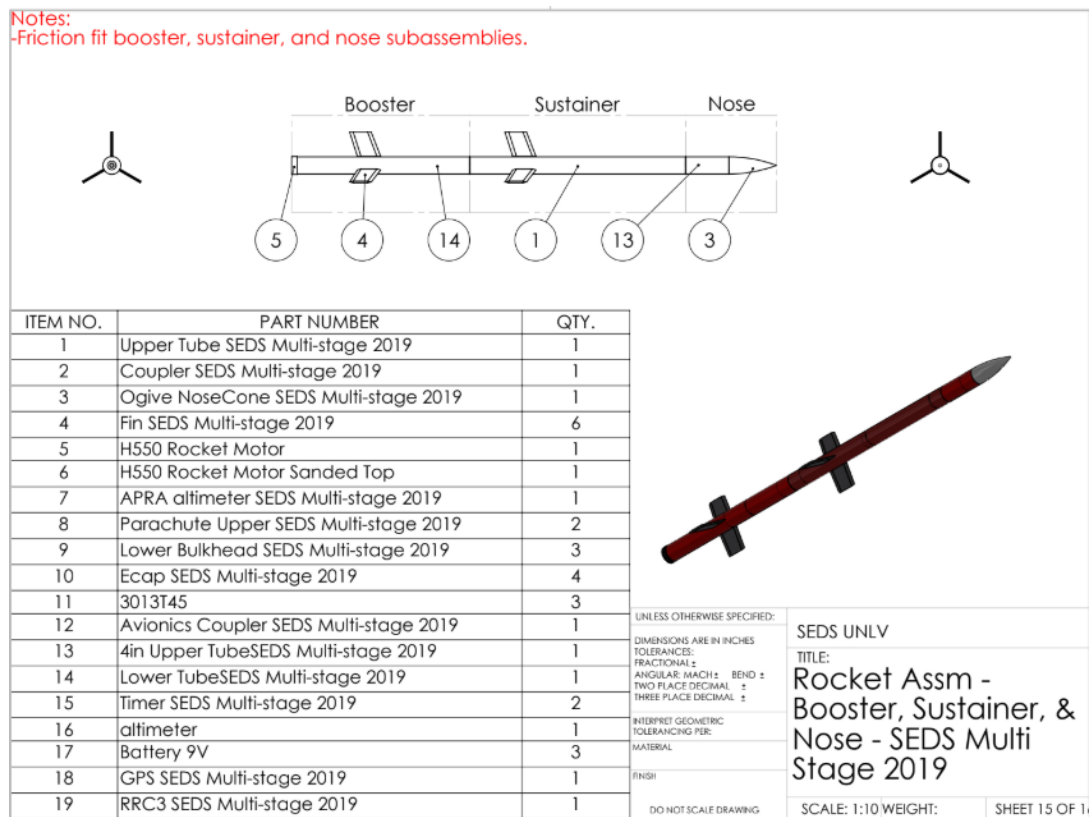 Notes:
-Friction fit booster, sustainer, and nose subassemblies.
Booster Sustainer Nose
5 4 14 1 13 3
ITEM NO. PART NUMBER QTY.
1 Upper Tube SEDS Multi-stage 2019 1
2 Coupler SEDS Multi-stage 2019 1
3 Ogive NoseCone SEDS Multi-stage 2019 1
4 Fin SEDS Multi-stage 2019 6
5 H550 Rocket Motor 1
6 H550 Rocket Motor Sanded Top 1
7 APRA altimeter SEDS Multi-stage 2019 1
8 Parachute Upper SEDS Multi-stage 2019 2
9 Lower Bulkhead SEDS Multi-stage 2019 3
10 Ecap SEDS Multi-stage 2019 4
11 3013T45 3
12 Avionics Coupler SEDS Multi-stage 2019 1
13 4in Upper TubeSEDS Multi-stage 2019 1
14 Lower TubeSEDS Multi-stage 2019 1
15 Timer SEDS Multi-stage 2019 2
16 altimeter 1
17 Battery 9V 3
18 GPS SEDS Multi-stage 2019 1
19 RRC3 SEDS Multi-stage 2019 1
UNLESS OTHERWISE SPECIFIED:
DIMENSIONS ARE IN INCHES
TOLERANCES:
FRACTIONAL ±
ANGULAR: MACH ± BEND ±
TWO PLACE DECIMAL ±
THREE PLACE DECIMAL ±
INTERPRET GEOMETRIC
TOLERANCING PER:
MATERIAL
FINISH
DO NOT SCALE DRAWING
SEDS UNLV
TITLE:
Rocket Assm -
Booster, Sustainer, &
Nose - SEDS Multi
Stage 2019
SCALE: 1:10 WEIGHT: SHEET 15 OF